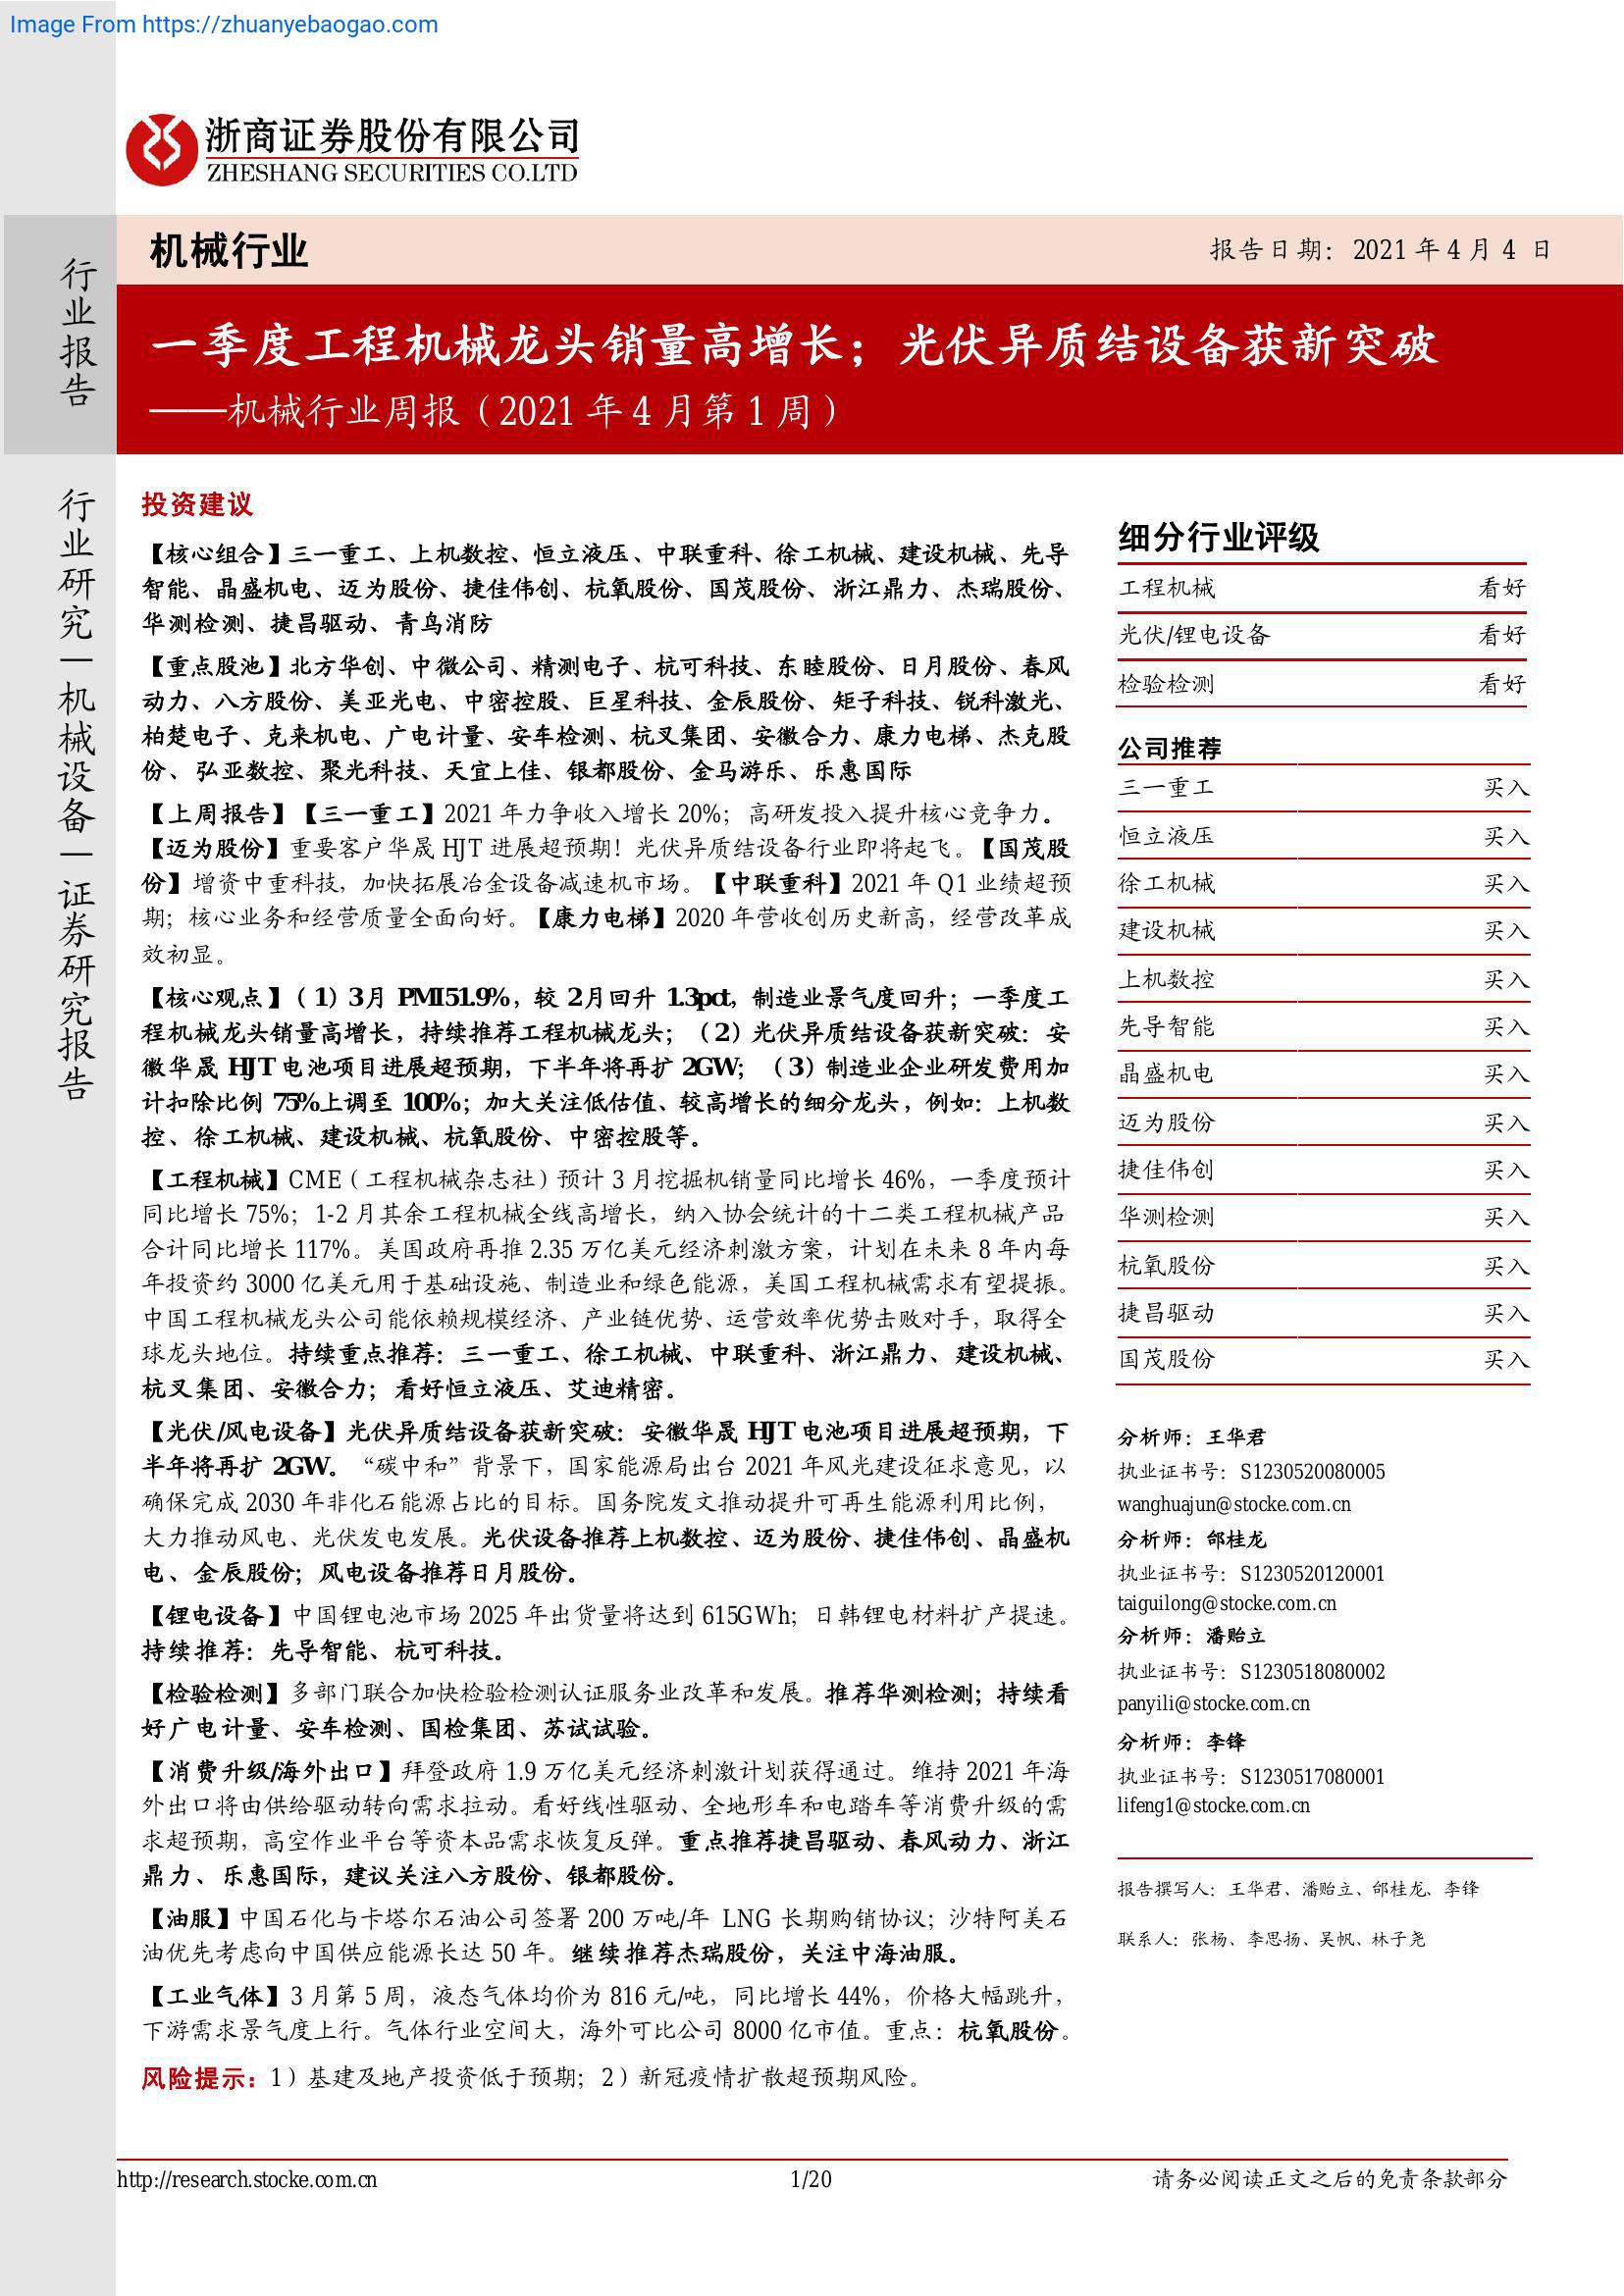 Image From https://zhuanyebaogao.com
浙商证券股份有限公司
ZHESHANG SECURITIES CO.LTD
行业报告
行业研究—机械设备—证券研究报告
机械行业
报告日期：2021 年 4 月 4 日
一季度工程机械龙头销量高增长；光伏异质结设备获新突破
——机械行业周报（2021 年 4 月第 1 周）
投资建议
【核心组合】三一重工、上机数控、恒立液压、中联重科、徐工机械、建设机械、先导
智能、晶盛机电、迈为股份、捷佳伟创、杭氧股份、国茂股份、浙江鼎力、杰瑞股份、
华测检测、捷昌驱动、青鸟消防
【重点股池】北方华创、中微公司、精测电子、杭可科技、东睦股份、日月股份、春风
动力、八方股份、美亚光电、中密控股、巨星科技、金辰股份、矩子科技、锐科激光、
柏楚电子、克来机电、广电计量、安车检测、杭叉集团、安徽合力、康力电梯、杰克股
份、弘亚数控、聚光科技、天宜上佳、银都股份、金马游乐、乐惠国际
【上周报告】【三一重工】2021 年力争收入增长 20%；高研发投入提升核心竞争力。
【迈为股份】重要客户华晟 HJT 进展超预期！光伏异质结设备行业即将起飞。【国茂股
份】增资中重科技，加快拓展冶金设备减速机市场。【中联重科】2021 年 Q1 业绩超预
期；核心业务和经营质量全面向好。【康力电梯】2020 年营收创历史新高，经营改革成
效初显。
【核心观点】（1）3月 PMI51.9%，较 2月回升 1.3pct，制造业景气度回升；一季度工
程机械龙头销量高增长，持续推荐工程机械龙头；（2）光伏异质结设备获新突破：安
徽华晟 HJT 电池项目进展超预期，下半年将再扩 2GW；（3）制造业企业研发费用加
计扣除比例 75%上调至 100%；加大关注低估值、较高增长的细分龙头，例如：上机数
控、徐工机械、建设机械、杭氧股份、中密控股等。
【工程机械】CME（工程机械杂志社）预计 3 月挖掘机销量同比增长 46%，一季度预计
同比增长 75%；1-2 月其余工程机械全线高增长，纳入协会统计的十二类工程机械产品
合计同比增长 117%。美国政府再推 2.35 万亿美元经济刺激方案，计划在未来 8 年内每
年投资约 3000 亿美元用于基础设施、制造业和绿色能源，美国工程机械需求有望提振。
中国工程机械龙头公司能依赖规模经济、产业链优势、运营效率优势击败对手，取得全
球龙头地位。持续重点推荐：三一重工、徐工机械、中联重科、浙江鼎力、建设机械、
杭叉集团、安徽合力；看好恒立液压、艾迪精密。
【光伏/风电设备】光伏异质结设备获新突破：安徽华晟 HJT 电池项目进展超预期，下
半年将再扩 2GW。“碳中和”背景下，国家能源局出台 2021 年风光建设征求意见，以
确保完成 2030 年非化石能源占比的目标。国务院发文推动提升可再生能源利用比例，
大力推动风电、光伏发电发展。光伏设备推荐上机数控、迈为股份、捷佳伟创、晶盛机
电、金辰股份；风电设备推荐日月股份。
【锂电设备】中国锂电池市场 2025 年出货量将达到 615GWh；日韩锂电材料扩产提速。
持续推荐：先导智能、杭可科技。
【检验检测】多部门联合加快检验检测认证服务业改革和发展。推荐华测检测；持续看
好广电计量、安车检测、国检集团、苏试试验。
【消费升级/海外出口】拜登政府 1.9 万亿美元经济刺激计划获得通过。维持 2021 年海
外出口将由供给驱动转向需求拉动。看好线性驱动、全地形车和电踏车等消费升级的需
求超预期，高空作业平台等资本品需求恢复反弹。重点推荐捷昌驱动、春风动力、浙江
鼎力、乐惠国际，建议关注八方股份、银都股份。
【油服】中国石化与卡塔尔石油公司签署 200 万吨/年 LNG 长期购销协议；沙特阿美石
油优先考虑向中国供应能源长达 50 年。继续推荐杰瑞股份，关注中海油服。
【工业气体】3 月第 5 周，液态气体均价为 816 元/吨，同比增长 44%，价格大幅跳升，
下游需求景气度上行。气体行业空间大，海外可比公司 8000 亿市值。重点：杭氧股份。
风险提示：1）基建及地产投资低于预期；2）新冠疫情扩散超预期风险。
细分行业评级
工程机械 看好
光伏/锂电设备 看好
检验检测 看好
公司推荐
三一重工 买入
恒立液压 买入
徐工机械 买入
建设机械 买入
上机数控 买入
先导智能 买入
晶盛机电 买入
迈为股份 买入
捷佳伟创 买入
华测检测 买入
杭氧股份 买入
捷昌驱动 买入
国茂股份 买入
分析师：王华君
执业证书号：S1230520080005
wanghuajun@stocke.com.cn
分析师：邰桂龙
执业证书号：S1230520120001
taiguilong@stocke.com.cn
分析师：潘贻立
执业证书号：S1230518080002
panyili@stocke.com.cn
分析师：李锋
执业证书号：S1230517080001
lifeng1@stocke.com.cn
报告撰写人：王华君、潘贻立、邰桂龙、李锋
联系人：张杨、李思扬、吴帆、林子尧
http://research.stocke.com.cn
1/20
请务必阅读正文之后的免责条款部分